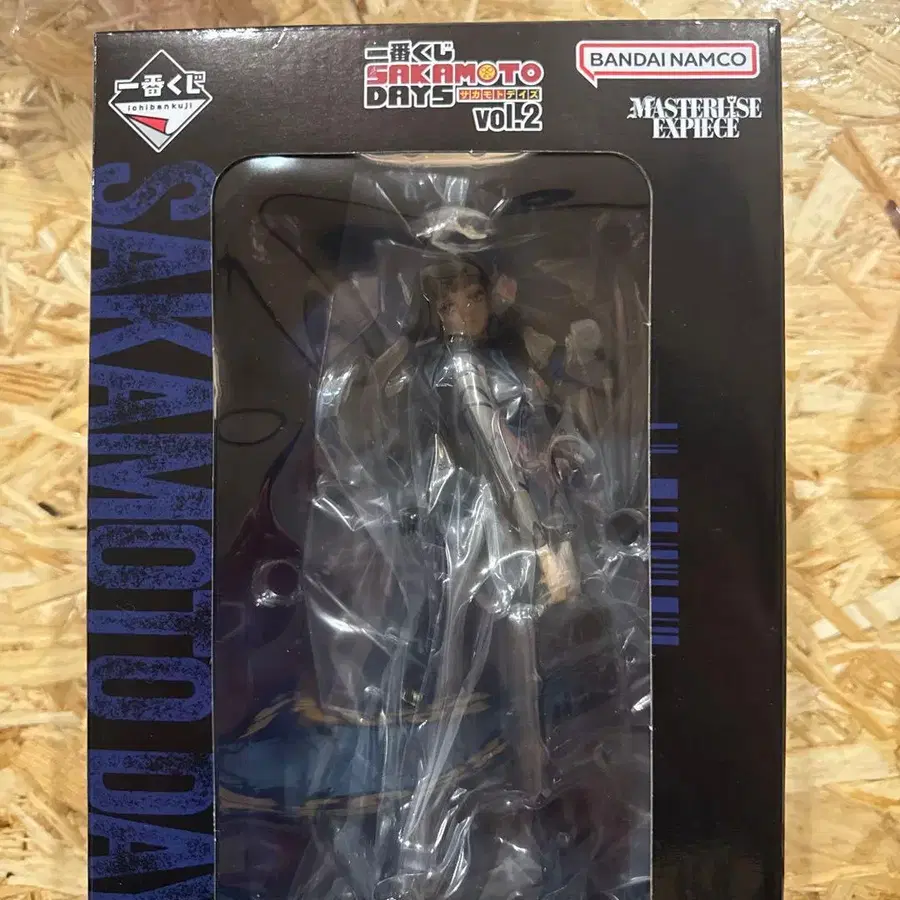 一番くじ
ichibankuji
一番くじ
SAKAMOTO
DAYS サカモトデイズ
vol.2
BANDAI NAMCO
MASTERLISE
EXPIECE
SAKAMOTO DA